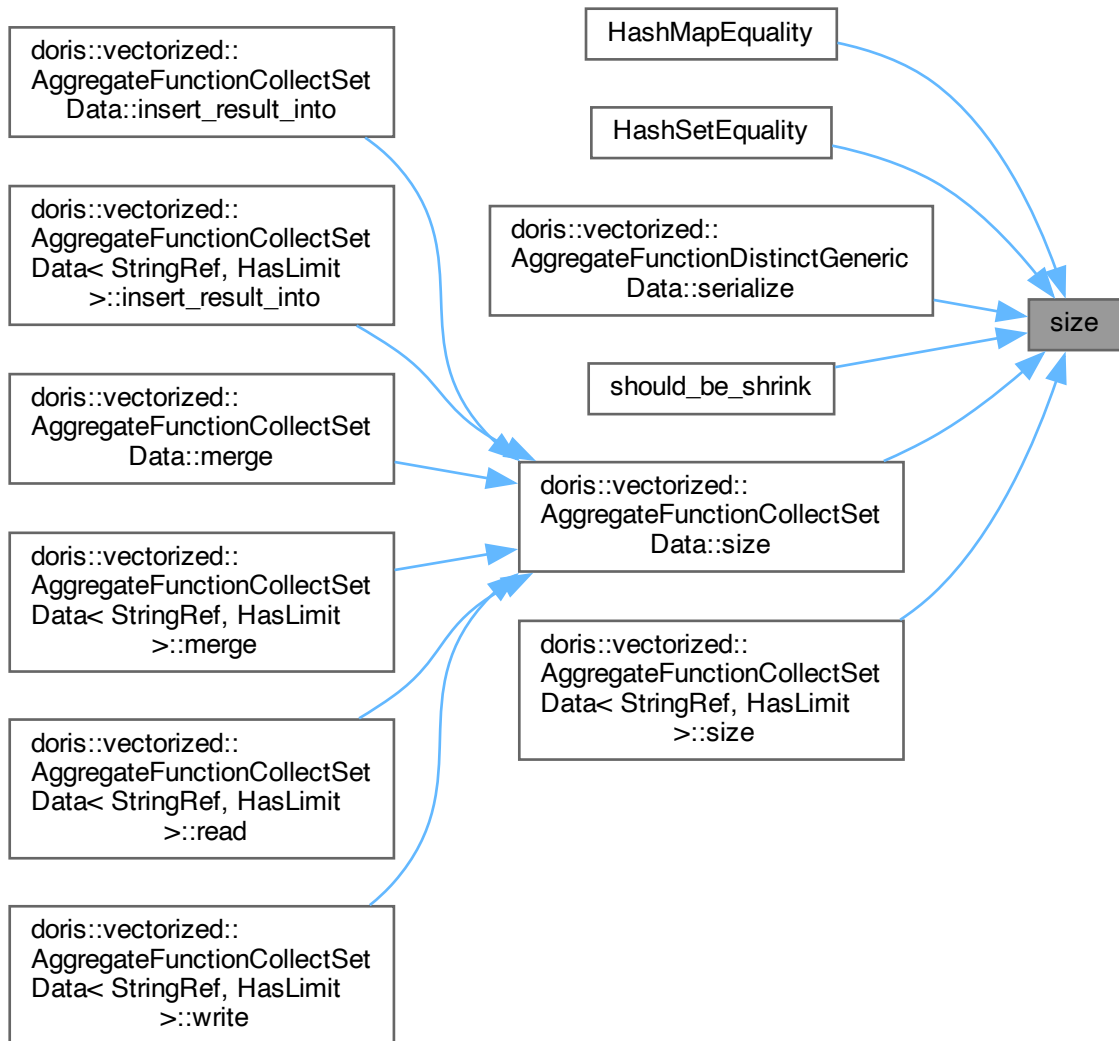 doris::vectorized::
AggregateFunctionCollectSet
Data::insert_result_into
doris::vectorized::
AggregateFunctionCollectSet
Data< StringRef, HasLimit
>::insert_result_into
doris::vectorized::
AggregateFunctionCollectSet
Data::merge
doris::vectorized::
AggregateFunctionCollectSet
Data< StringRef, HasLimit
>::merge
doris::vectorized::
AggregateFunctionCollectSet
Data< StringRef, HasLimit
>::read
doris::vectorized::
AggregateFunctionCollectSet
Data< StringRef, HasLimit
>::write
HashMapEquality
HashSetEquality
doris::vectorized::
AggregateFunctionDistinctGeneric
Data::serialize
should_be_shrink
doris::vectorized::
AggregateFunctionCollectSet
Data::size
doris::vectorized::
AggregateFunctionCollectSet
Data< StringRef, HasLimit
>::size
size